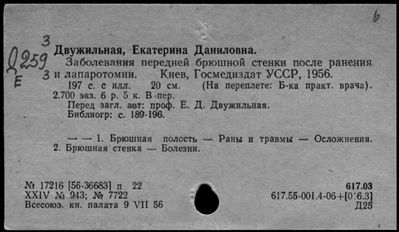 6
3
Д259
Е 3
Двужильная, Екатерина Даниловна.
Заболевания передней брюшной стенки после ранения
и лапаротомии. Киев, Госмедиздат УССР, 1956.
197 с. с илл. 20 см. (На переплете: Б-ка практ. врача).
2.700 экз. 6 р. 5 к. В пер.
Перед загл. авт: проф. Е. Д. Двужильная.
Библиогр: с. 189-196.
— — 1. Брюшная полость — Раны и травмы — Осложнения.
2. Брюшная стенка — Болезни.
№ 17216 [56-36683] п 22 617.03
XXIV № 943; № 7722 617.55-001.4-06+[0:6.3]
Всесоюз. кн. палата 9 VII 56 Д25